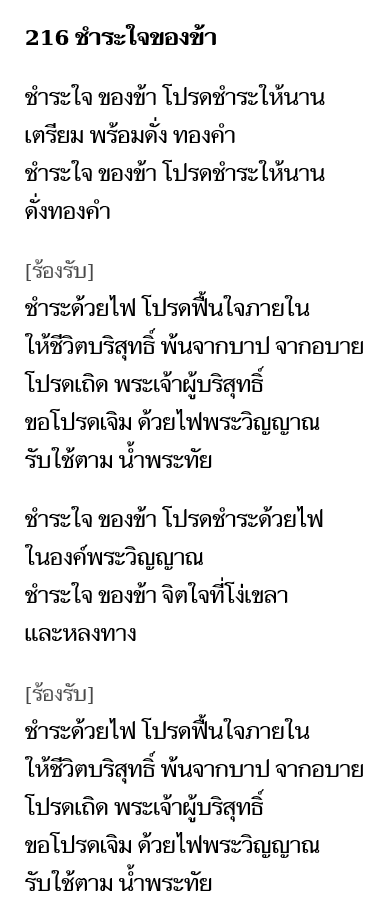 216 ชำระใจของข้า
ชำระใจ ของข้า โปรดชำระให้นาน
เตรียม พร้อมดั่ง ทองคำ
ชำระใจ ของข้า โปรดชำระให้นาน
ดั่งทองคำ
[ร้องรับ]
ชำระด้วยไฟ โปรดฟื้นใจภายใน
ให้ชีวิตบริสุทธิ์ พ้นจากบาป จากอบาย
โปรดเถิด พระเจ้าผู้บริสุทธิ์
ขอโปรดเจิม ด้วยไฟพระวิญญาณ
รับใช้ตาม น้ำพระทัย
ชำระใจ ของข้า โปรดชำระด้วยไฟ
ในองค์พระวิญญาณ
ชำระใจ ของข้า จิตใจที่โง่เขลา
และหลงทาง
[ร้องรับ]
ชำระด้วยไฟ โปรดฟื้นใจภายใน
ให้ชีวิตบริสุทธิ์ พ้นจากบาป จากอบาย
โปรดเถิด พระเจ้าผู้บริสุทธิ์
ขอโปรดเจิม ด้วยไฟพระวิญญาณ
รับใช้ตาม น้ำพระทัย